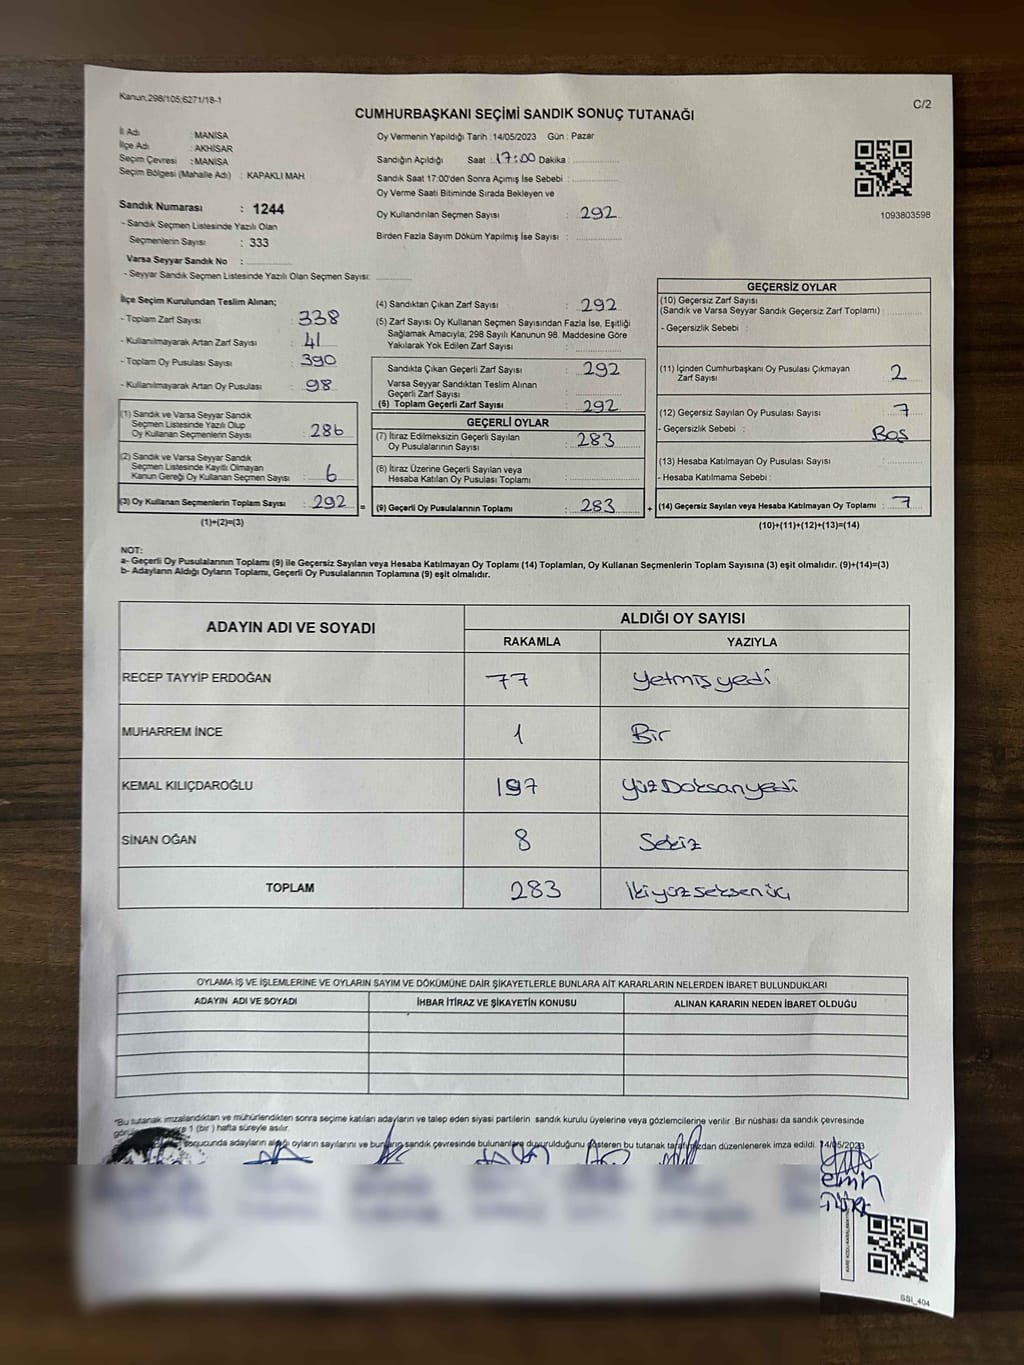 Kanun,298/105;6271/18-1
C/2
CUMHURBAŞKANI SEÇİMİ SANDIK SONUÇ TUTANAĞI
İl Adı : MANİSA
İlçe Adı : AKHİSAR
Seçim Çevresi : MANİSA
Seçim Bölgesi (Mahalle Adı) : KAPAKLI MAH.
Sandık Numarası : 1244
- Sandık Seçmen Listesinde Yazılı Olan
Seçmenlerin Sayısı : 333
Varsa Seyyar Sandık No :
- Seyyar Sandık Seçmen Listesinde Yazılı Olan Seçmen Sayısı:
Oy Vermenin Yapıldığı Tarih :14/05/2023 Gün : Pazar
Sandığın Açıldığı Saat : 17:00 Dakika :
Sandık Saat 17:00'den Sonra Açımış İse Sebebi :
Oy Verme Saati Bitiminde Sırada Bekleyen ve
Oy Kullandırılan Seçmen Sayısı : 292
Birden Fazla Sayım Döküm Yapılmış İse Sayısı :
1093803598
İlçe Seçim Kurulundan Teslim Alınan;
- Toplam Zarf Sayısı : 338
- Kullanılmayarak Artan Zarf Sayısı : 41
- Toplam Oy Pusulası Sayısı : 390
- Kullanılmayarak Artan Oy Pusulası : 98
(1) Sandık ve Varsa Seyyar Sandık
Seçmen Listesinde Yazılı Olup
Oy Kullanan Seçmenlerin Sayısı : 286
(2) Sandık ve Varsa Seyyar Sandık
Seçmen Listesinde Kayıtlı Olmayan
Kanun Gereği Oy Kullanan Seçmen Sayısı : 6
(3) Oy Kullanan Seçmenlerin Toplam Sayısı : 292
(1)+(2)=(3)
(4) Sandıktan Çıkan Zarf Sayısı : 292
(5) Zarf Sayısı Oy Kullanan Seçmen Sayısından Fazla İse, Eşitliği
Sağlamak Amacıyla; 298 Sayılı Kanunun 98. Maddesine Göre
Yakılarak Yok Edilen Zarf Sayısı :
Sandıkta Çıkan Geçerli Zarf Sayısı : 292
Varsa Seyyar Sandıktan Teslim Alınan
Geçerli Zarf Sayısı :
(6) Toplam Geçerli Zarf Sayısı : 292
=
GEÇERLİ OYLAR
(7) İtiraz Edilmeksizin Geçerli Sayılan
Oy Pusulalarının Sayısı : 283
(8) İtiraz Üzerine Geçerli Sayılan veya
Hesaba Katılan Oy Pusulası Toplamı :
(9) Geçerli Oy Pusulalarının Toplamı : 283
+
GEÇERSİZ OYLAR
(10) Geçersiz Zarf Sayısı
(Sandık ve Varsa Seyyar Sandık Geçersiz Zarf Toplamı) :
- Geçersizlik Sebebi :
(11) İçinden Cumhurbaşkanı Oy Pusulası Çıkmayan
Zarf Sayısı : 2
(12) Geçersiz Sayılan Oy Pusulası Sayısı : 7
- Geçersizlik Sebebi : Boş
(13) Hesaba Katılmayan Oy Pusulası Sayısı :
- Hesaba Katılmama Sebebi :
(14) Geçersiz Sayılan veya Hesaba Katılmayan Oy Toplamı : 7
(10)+(11)+(12)+(13)=(14)
NOT:
a- Geçerli Oy Pusulalarının Toplamı (9) ile Geçersiz Sayılan veya Hesaba Katılmayan Oy Toplamı (14) Toplamları, Oy Kullanan Seçmenlerin Toplam Sayısına (3) eşit olmalıdır. (9)+(14)=(3)
b- Adayların Aldığı Oyların Toplamı, Geçerli Oy Pusulalarının Toplamına (9) eşit olmalıdır.
ADAYIN ADI VE SOYADI ALDIĞI OY SAYISI
RAKAMLA YAZIYLA
RECEP TAYYİP ERDOĞAN 77 yetmiş yedi
MUHARREM İNCE 1 Bir
KEMAL KILIÇDAROĞLU 197 yüz Doksan yedi
SİNAN OĞAN 8 Sekiz
TOPLAM 283 İki yüz seksen üç
OYLAMA İŞ VE İŞLEMLERİNE VE OYLARIN SAYIM VE DÖKÜMÜNE DAİR ŞİKAYETLERLE BUNLARA AİT KARARLARIN NELERDEN İBARET BULUNDUKLARI
ADAYIN ADI VE SOYADI İHBAR İTİRAZ VE ŞİKAYETİN KONUSU ALINAN KARARIN NEDEN İBARET OLDUĞU
"Bu tutanak imzalandıktan ve mühürlendikten sonra seçime katılan adayların ve talep eden siyasi partilerin sandık kurulu üyelerine veya gözlemcilerine verilir. Bir nüshası da sandık çevresinde
1 (bir ) hafta süreyle asılır.
sonucunda adayların aldığı oyların sayılarını ve bunların sandık çevresinde bulunanlara duyurulduğunu gösteren bu tutanak tarafımızdan düzenlenerek imza edildi. 14/05/2023
SSI_404